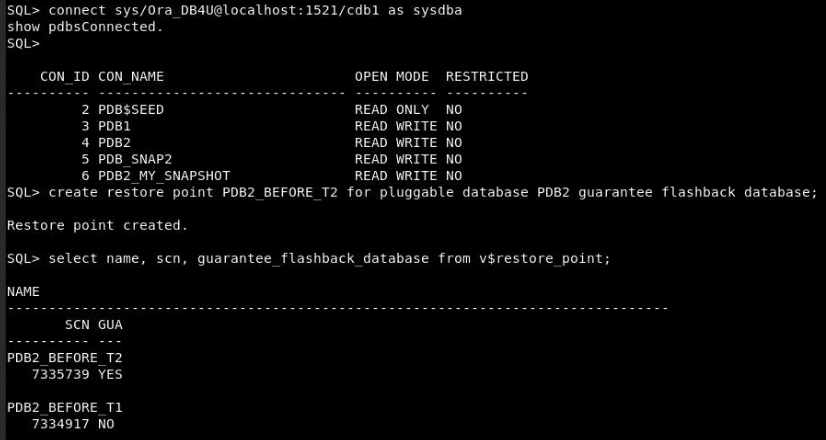 SQL> connect sys/Ora_DB4U@localhost:1521/cdb1 as sysdba
show pdbsConnected.
SQL>
    CON_ID CON_NAME                       OPEN MODE  RESTRICTED
---------- ------------------------------ ---------- ----------
         2 PDB$SEED                       READ ONLY  NO
         3 PDB1                           READ WRITE NO
         4 PDB2                           READ WRITE NO
         5 PDB_SNAP2                      READ WRITE NO
         6 PDB2_MY_SNAPSHOT               READ WRITE NO
SQL> create restore point PDB2_BEFORE_T2 for pluggable database PDB2 guarantee flashback database;
Restore point created.
SQL> select name, scn, guarantee_flashback_database from v$restore_point;
NAME
--------------------------------------------------------------------------------
       SCN GUA
---------- ---
PDB2_BEFORE_T2
   7335739 YES
PDB2_BEFORE_T1
   7334917 NO